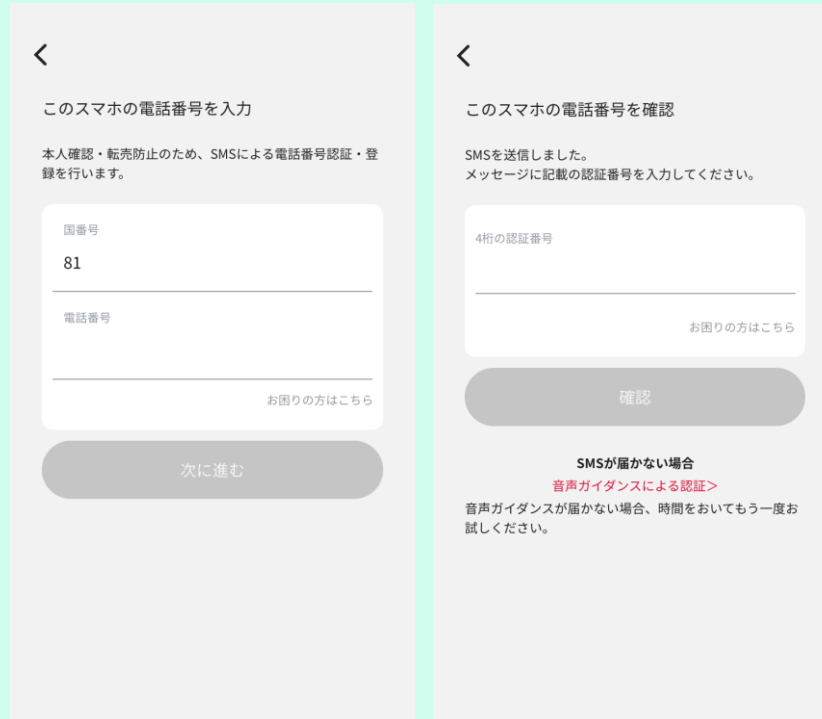 このスマホの電話番号を入力
本人確認・転売防止のため、SMSによる電話番号認証・登
録を行います。
国番号
81
電話番号
お困りの方はこちら
次に進む
このスマホの電話番号を確認
SMSを送信しました。
メッセージに記載の認証番号を入力してください。
4桁の認証番号
お困りの方はこちら
確認
SMSが届かない場合
音声ガイダンスによる認証＞
音声ガイダンスが届かない場合、時間をおいてもう一度お
試しください。